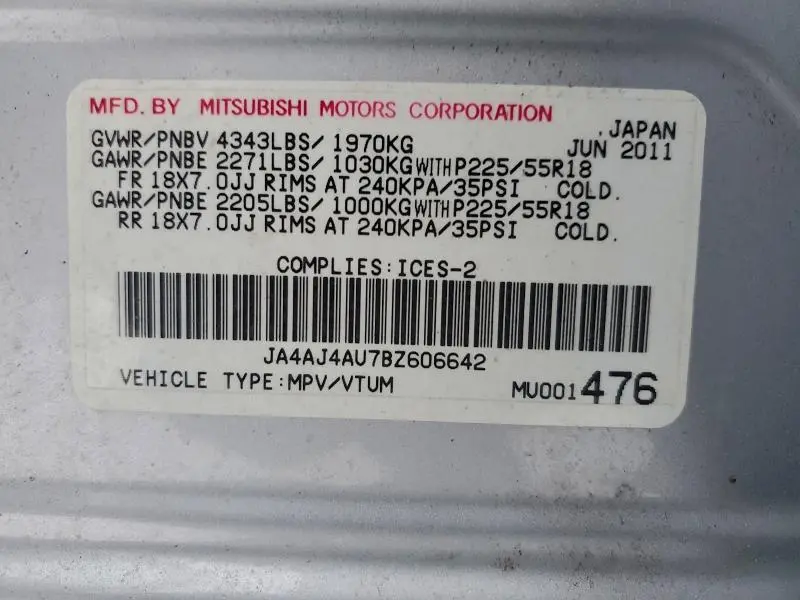 MFD. BY MITSUBISHI MOTORS CORPORATION
, JAPAN
GVWR/PNBV 4343LBS/ 1970KG JUN 2011
GAWR/PNBE 2271LBS/ 1030KG WITH P225/55R18
FR 18X7.0JJ RIMS AT 240KPA/35PSI COLD.
GAWR/PNBE 2205LBS/ 1000KG WITH P225/55R18
RR 18X7.0JJ RIMS AT 240KPA/35PSI COLD.
COMPLIES:ICES-2
JA4AJ4AU7BZ606642
VEHICLE TYPE:MPV/VTUM MU001476